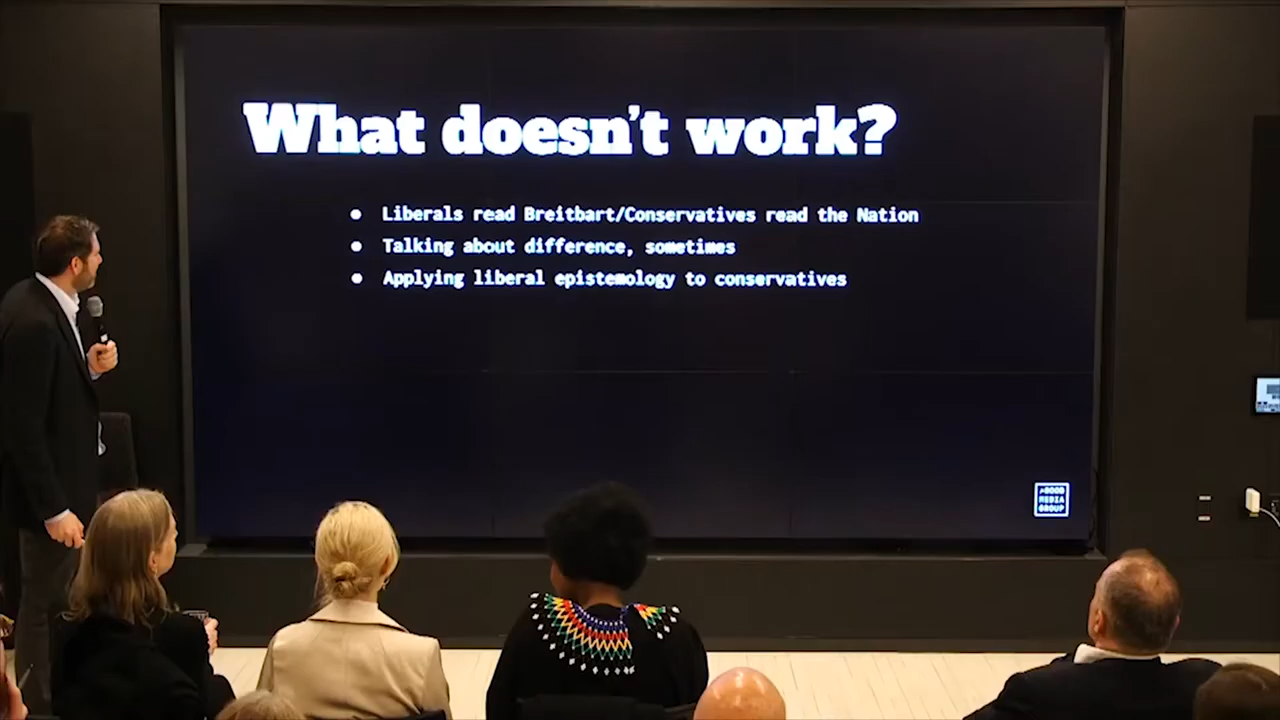 What doesn't work?
● Liberals read Breitbart/Conservatives read the Nation
● Talking about difference, sometimes
● Applying liberal epistemology to conservatives
GOOD
MEDIA
GROUP